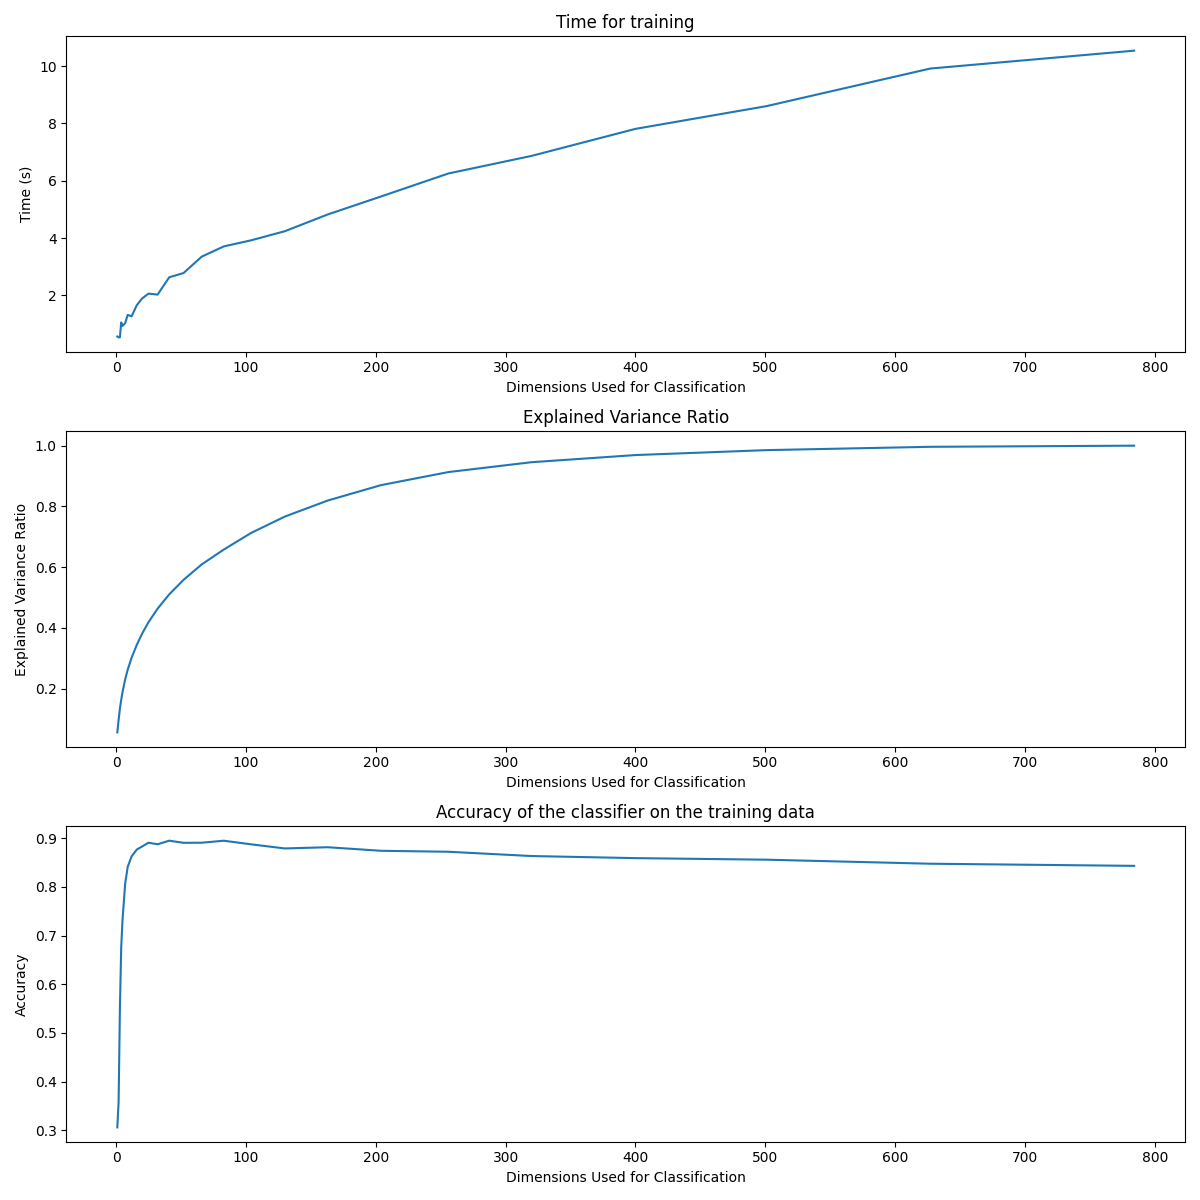 Time for training
10
8
6
4
2
Time (s)
0 100 200 300 400 500 600 700 800
Dimensions Used for Classification
Explained Variance Ratio
1.0
0.8
0.6
0.4
0.2
Explained Variance Ratio
0 100 200 300 400 500 600 700 800
Dimensions Used for Classification
Accuracy of the classifier on the training data
0.9
0.8
0.7
0.6
0.5
0.4
0.3
Accuracy
0 100 200 300 400 500 600 700 800
Dimensions Used for Classification